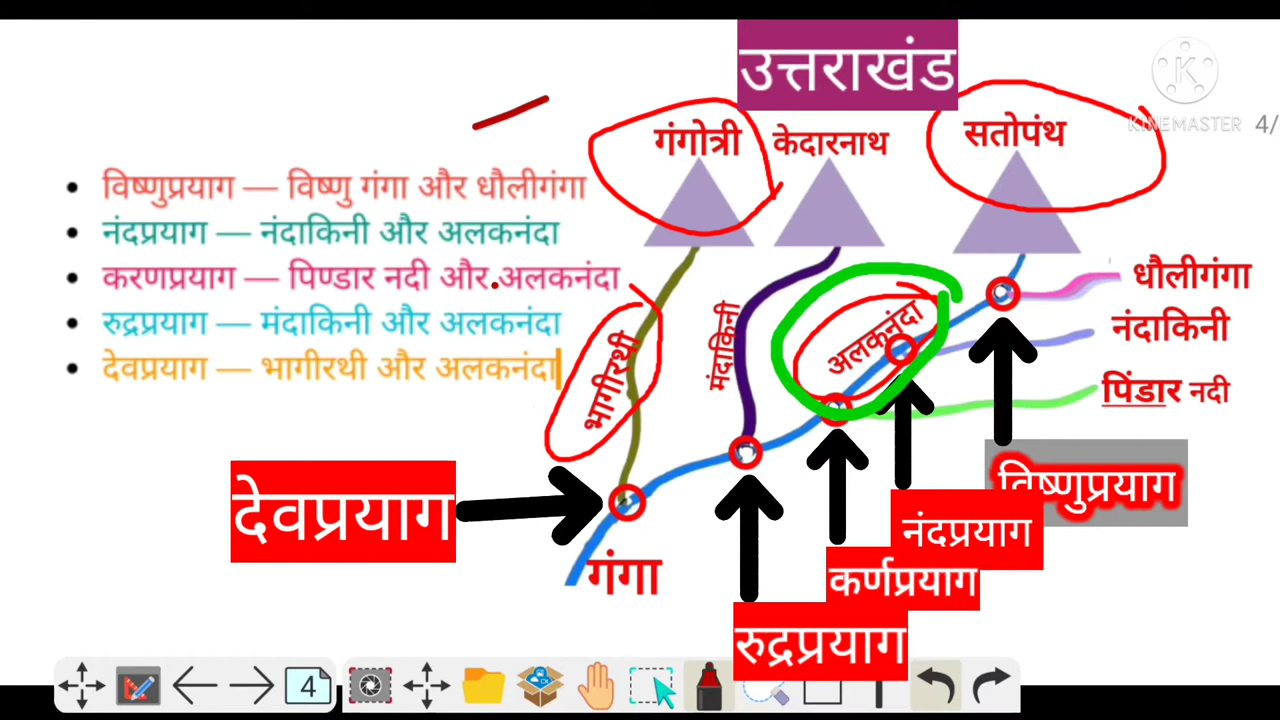 उत्तराखंड
KINEMASTER
4/
गंगोत्री
केदारनाथ
सतोपंथ
विष्णुप्रयाग — विष्णु गंगा और धौलीगंगा
नंदप्रयाग — नंदाकिनी और अलकनंदा
करणप्रयाग — पिण्डार नदी और अलकनंदा
रुद्रप्रयाग — मंदाकिनी और अलकनंदा
देवप्रयाग — भागीरथी और अलकनंदा
धौलीगंगा
नंदाकिनी
पिंडार नदी
भागीरथी
मंदाकिनी
अलकनंदा
विष्णुप्रयाग
देवप्रयाग
नंदप्रयाग
कर्णप्रयाग
गंगा
रुद्रप्रयाग
4